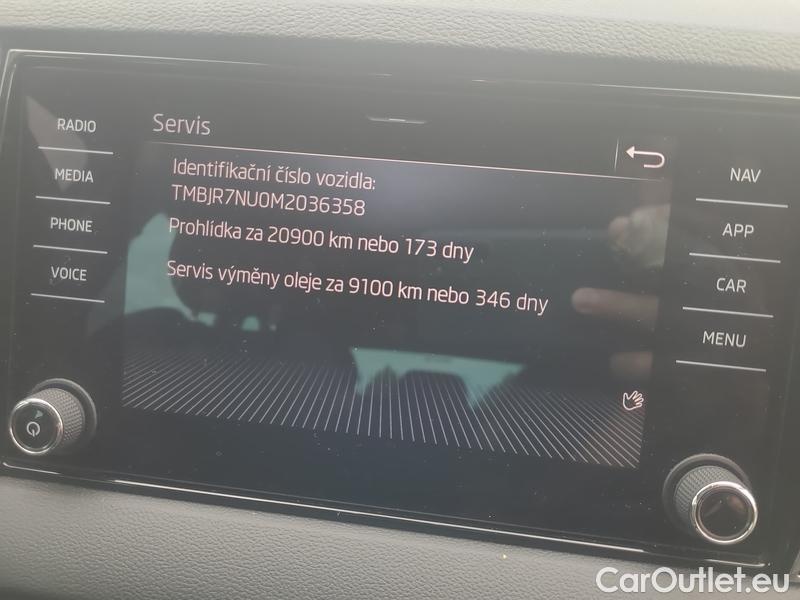 Servis
RADIO
MEDIA
PHONE
VOICE
Identifikační číslo vozidla:
TMBJR7NU0M2036358
Prohlídka za 20900 km nebo 173 dny
Servis výměny oleje za 9100 km nebo 346 dny
NAV
APP
CAR
MENU
CarOutlet.eu